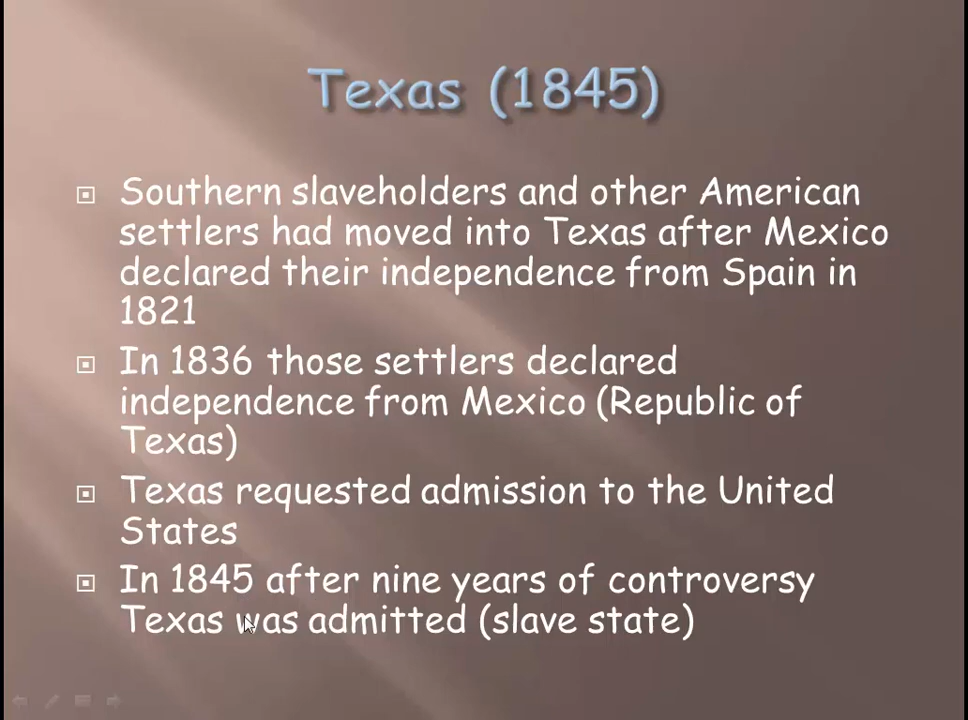 Texas (1845)
Southern slaveholders and other American
settlers had moved into Texas after Mexico
declared their independence from Spain in
1821
In 1836 those settlers declared
independence from Mexico (Republic of
Texas)
Texas requested admission to the United
States
In 1845 after nine years of controversy
Texas was admitted (slave state)